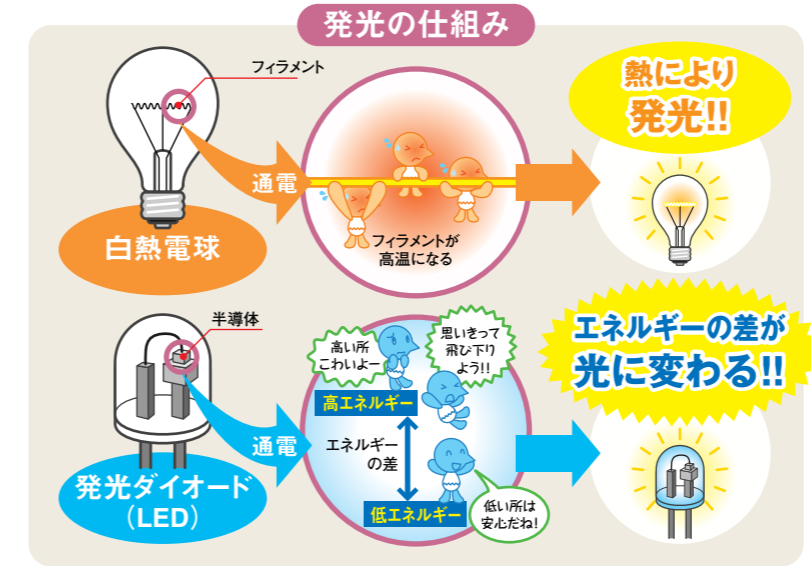 発光の仕組み
フィラメント
通電
白熱電球
フィラメントが
高温になる
熱により
発光!!
半導体
通電
発光ダイオード
(LED)
高い所
こわいよー
思いきって
飛び下り
よう!!
高エネルギー
エネルギー
の差
低エネルギー
低い所は
安心だね!
エネルギーの差が
光に変わる!!